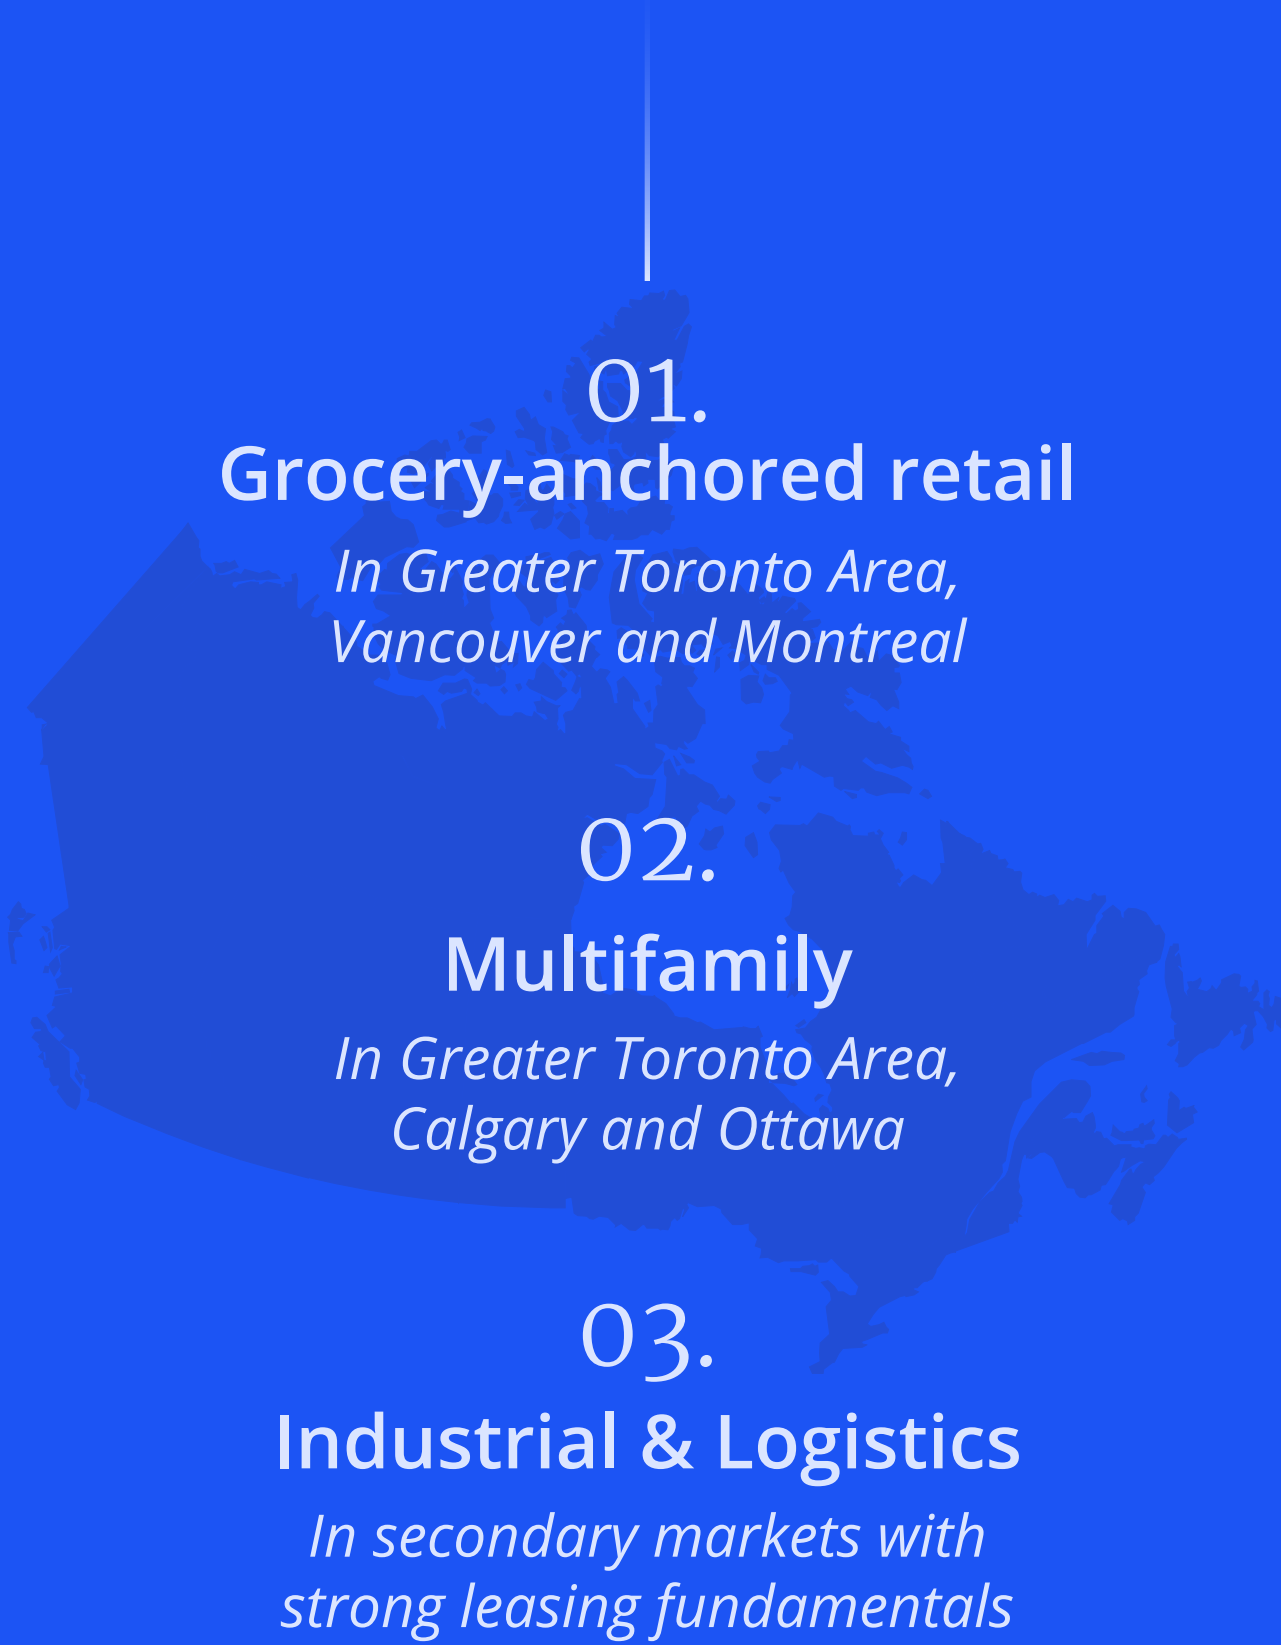 01.
Grocery-anchored retail
In Greater Toronto Area,
Vancouver and Montreal
02.
Multifamily
In Greater Toronto Area,
Calgary and Ottawa
03.
Industrial & Logistics
In secondary markets with
strong leasing fundamentals